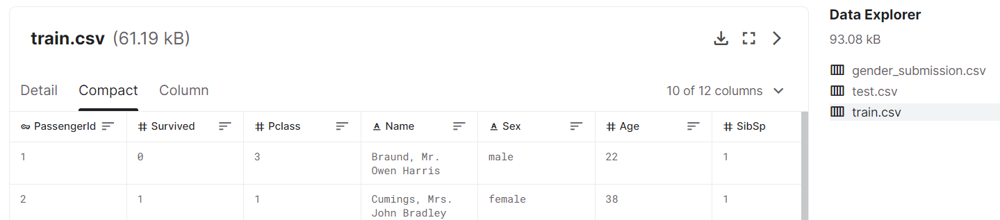 train.csv (61.19 kB)
Detail Compact Column 10 of 12 columns
PassengerId Survived Pclass Name Sex Age SibSp
1 0 3 Braund, Mr. male 22 1
Owen Harris
2 1 1 Cumings, Mrs. female 38 1
John Bradley
Data Explorer
93.08 kB
gender_submission.csv
test.csv
train.csv